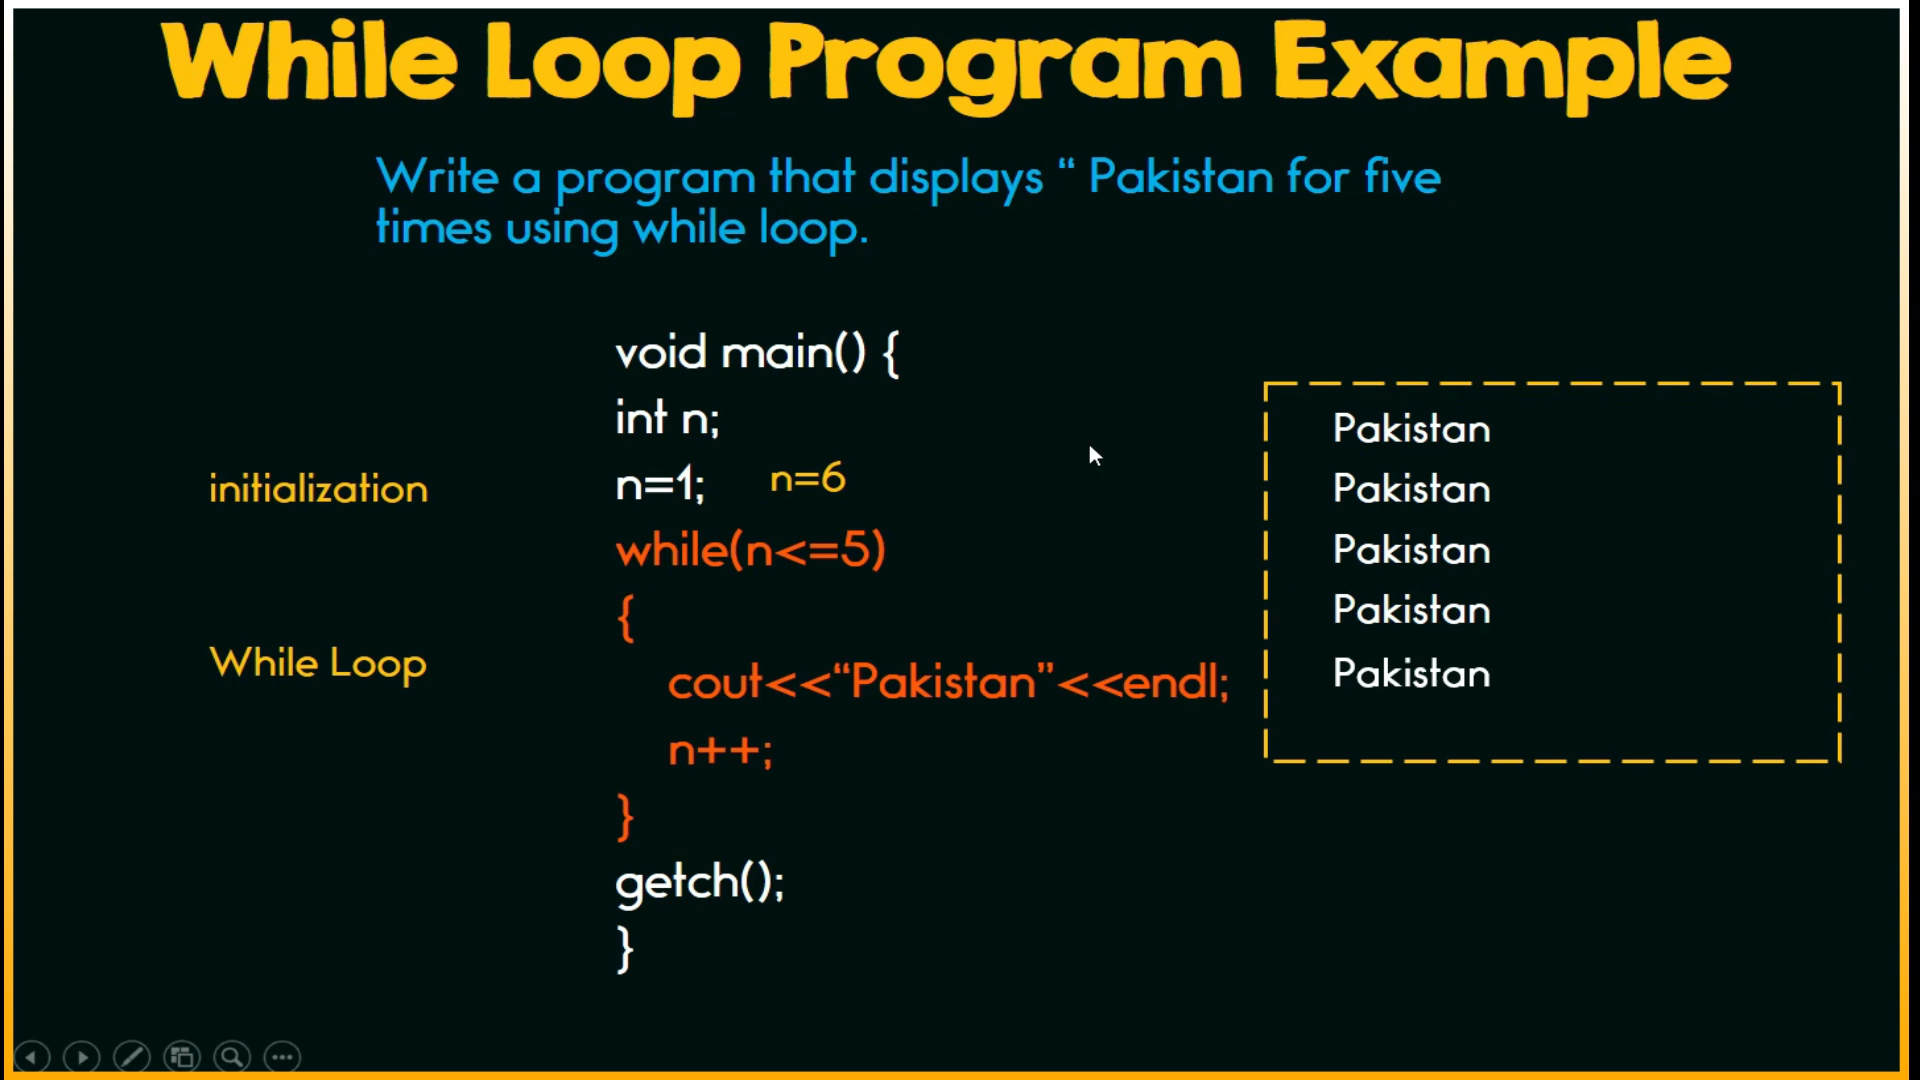 While Loop Program Example
Write a program that displays “ Pakistan for five
times using while loop.
void main() {
int n;
initialization
n=1;
n=6
while(n<=5)
{
While Loop
cout<<“Pakistan”<<endl;
n++;
}
getch();
}
Pakistan
Pakistan
Pakistan
Pakistan
Pakistan